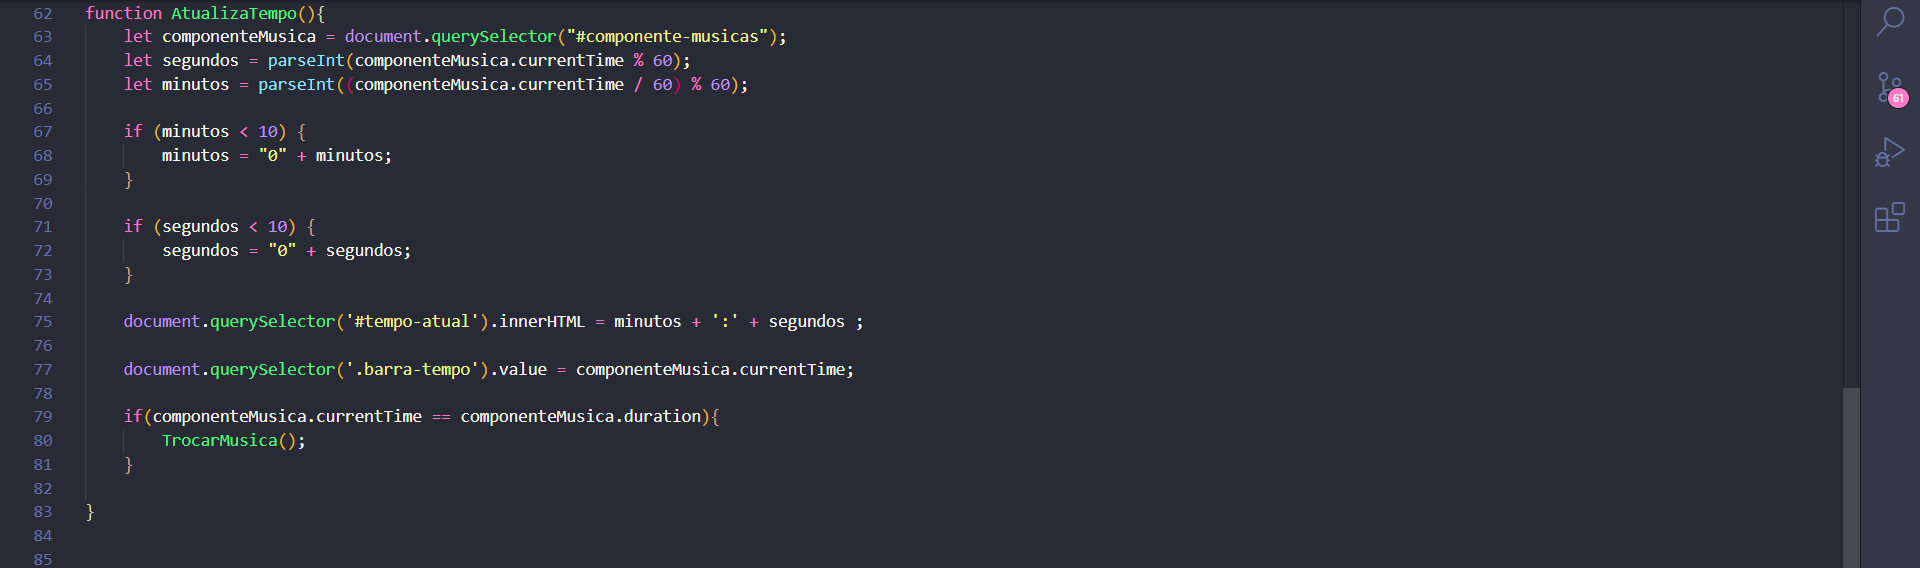 62 function AtualizaTempo(){
63 let componenteMusica = document.querySelector("#componente-musicas");
64 let segundos = parseInt(componenteMusica.currentTime % 60);
65 let minutos = parseInt((componenteMusica.currentTime / 60) % 60);
66
67 if (minutos < 10) {
68 minutos = "0" + minutos;
69 }
70
71 if (segundos < 10) {
72 segundos = "0" + segundos;
73 }
74
75 document.querySelector('#tempo-atual').innerHTML = minutos + ':' + segundos ;
76
77 document.querySelector('.barra-tempo').value = componenteMusica.currentTime;
78
79 if(componenteMusica.currentTime == componenteMusica.duration){
80 TrocarMusica();
81 }
82
83 }
84
85
61